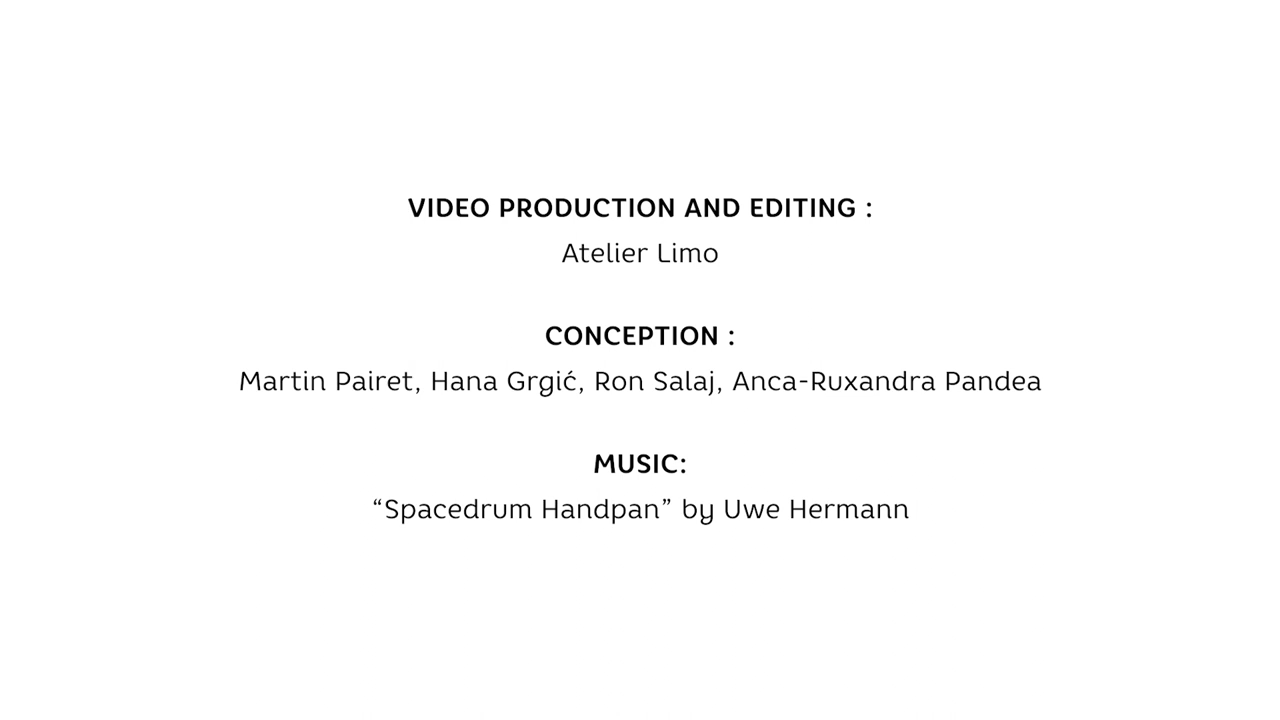 VIDEO PRODUCTION AND EDITING :
Atelier Limo
CONCEPTION :
Martin Pairet, Hana Grgić, Ron Salaj, Anca-Ruxandra Pandea
MUSIC:
“Spacedrum Handpan” by Uwe Hermann